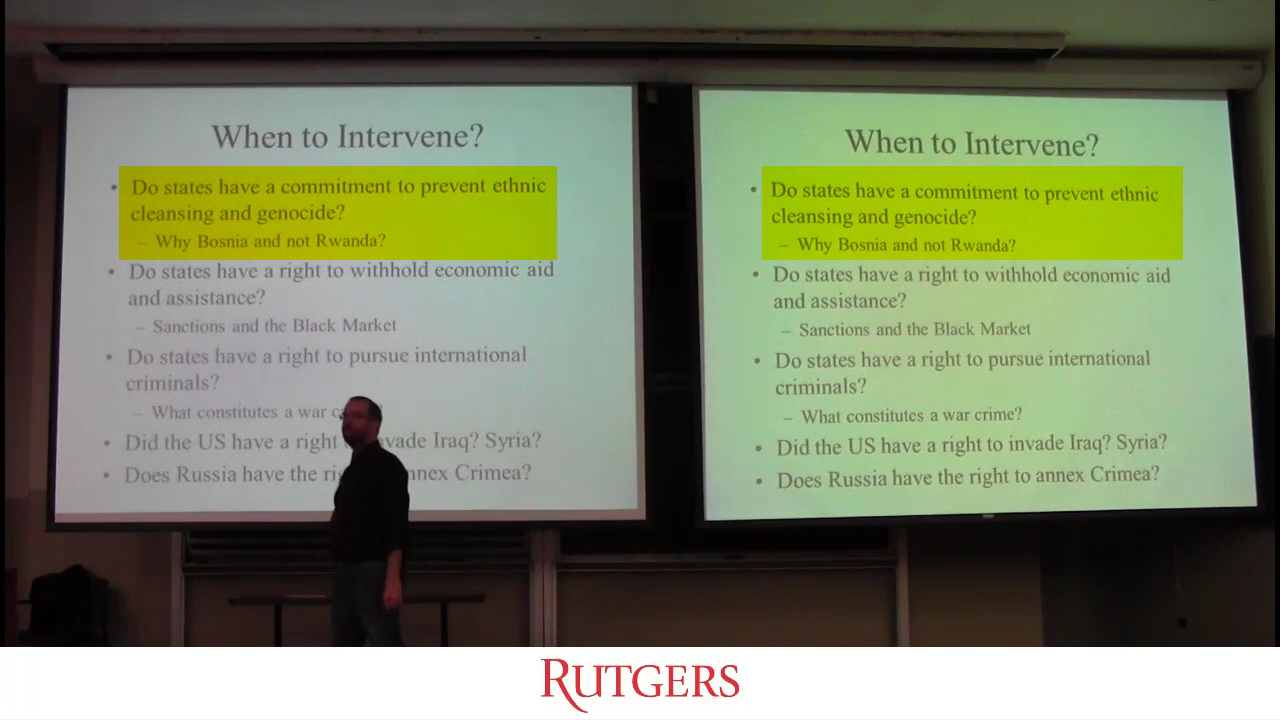 When to Intervene?
• Do states have a commitment to prevent ethnic
cleansing and genocide?
– Why Bosnia and not Rwanda?
• Do states have a right to withhold economic aid
and assistance?
– Sanctions and the Black Market
• Do states have a right to pursue international
criminals?
– What constitutes a war
• Did the US have a right invade Iraq? Syria?
• Does Russia have the annex Crimea?
When to Intervene?
• Do states have a commitment to prevent ethnic
cleansing and genocide?
– Why Bosnia and not Rwanda?
• Do states have a right to withhold economic aid
and assistance?
– Sanctions and the Black Market
• Do states have a right to pursue international
criminals?
– What constitutes a war crime?
• Did the US have a right to invade Iraq? Syria?
• Does Russia have the right to annex Crimea?
RUTGERS